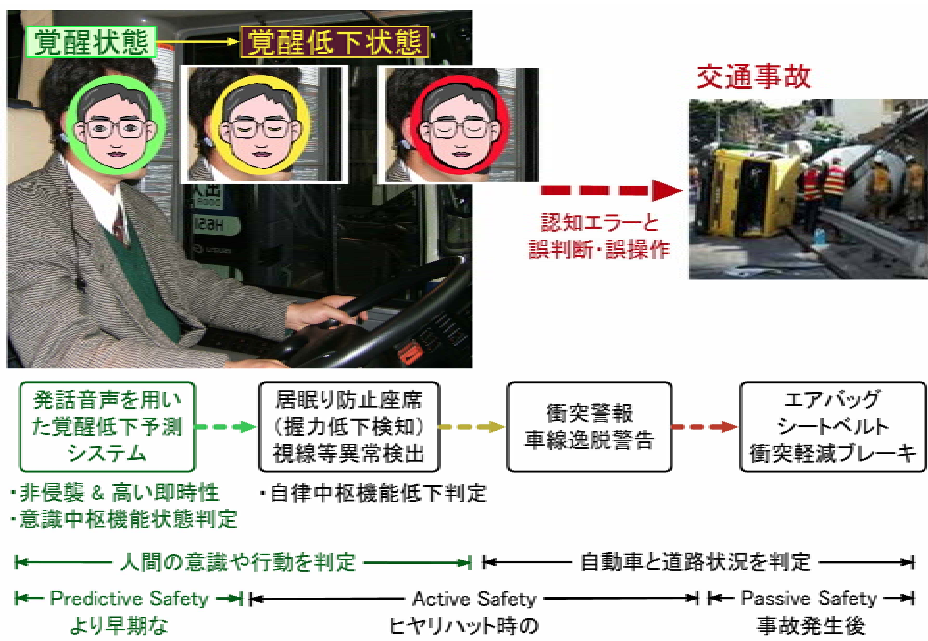 覚醒状態
覚醒低下状態
交通事故
認知エラーと
誤判断・誤操作
発話音声を用い
た覚醒低下予測
システム
居眠り防止座席
（握力低下検知）
視線等異常検出
衝突警報
車線逸脱警告
エアバッグ
シートベルト
衝突軽減ブレーキ
・非侵襲 & 高い即時性
・意識中枢機能状態判定
・自律中枢機能低下判定
人間の意識や行動を判定
自動車と道路状況を判定
Predictive Safety
より早期な
Active Safety
ヒヤリハット時の
Passive Safety
事故発生後